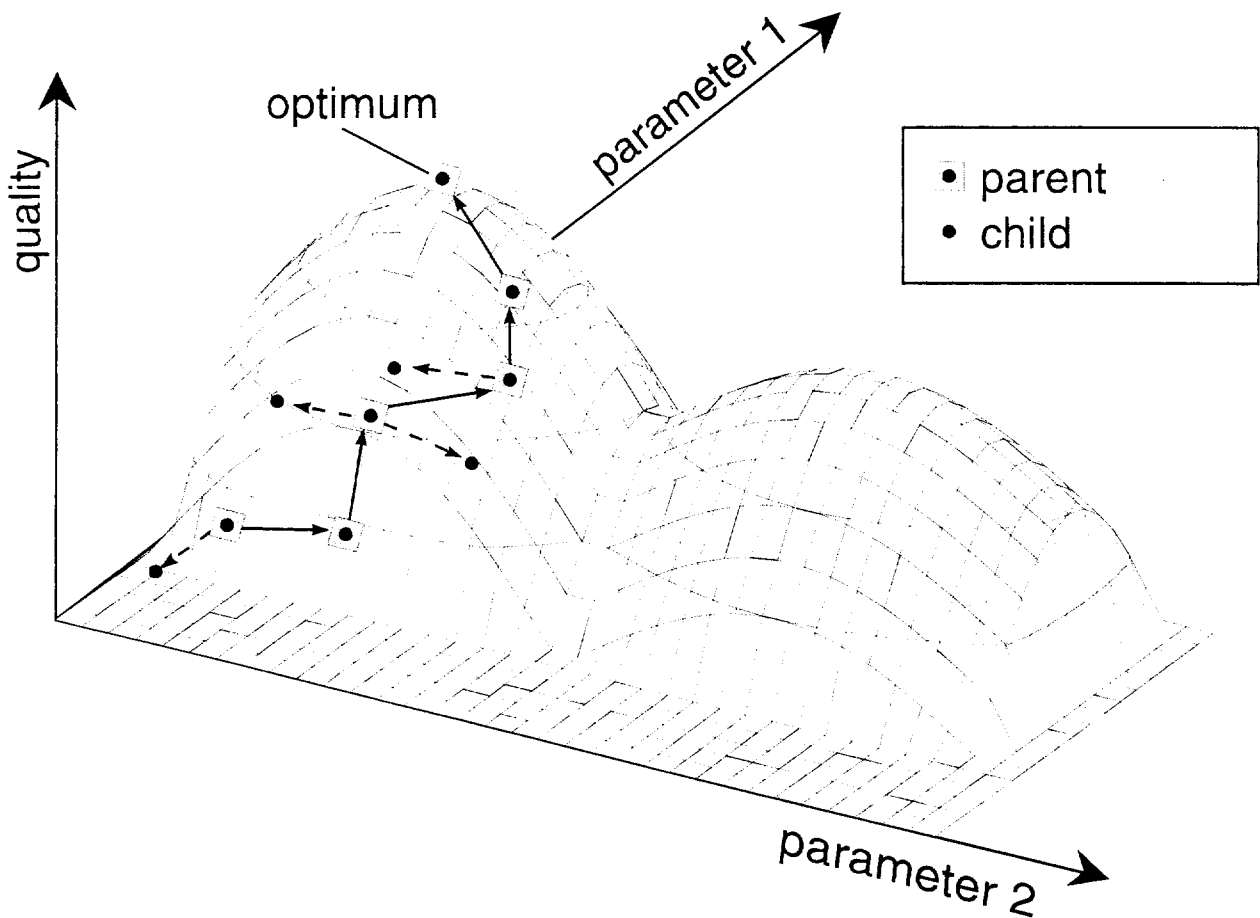 optimum
parameter 1
quality
parent
child
parameter 2